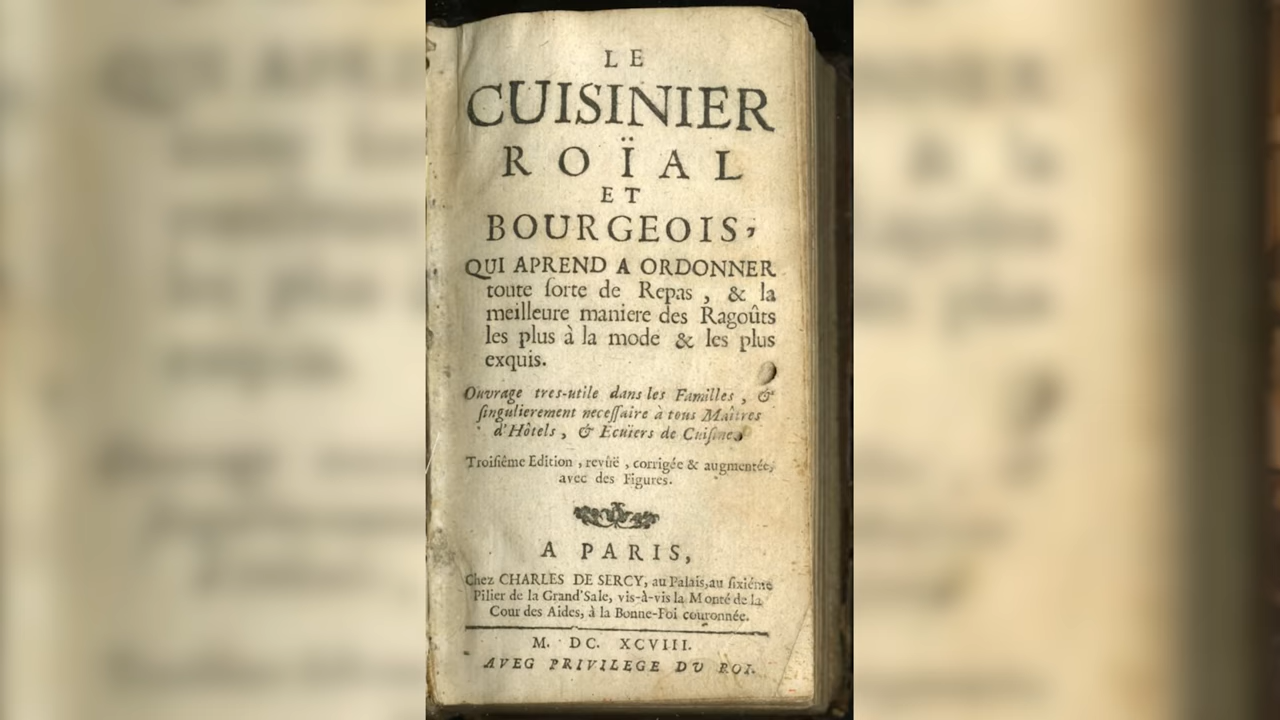 LE
CUISINIER
ROÏAL
ET
BOURGEOIS,
QUI APREND A ORDONNER
toute ſorte de Repas , & la
meilleure maniere des Ragoûts
les plus à la mode & les plus
exquis.
Ouvrage tres-utile dans les Familles , &
ſingulierement neceſſaire à tous Maîtres
d'Hôtels , & Ecuïers de Cuiſine.
Troiſiéme Edition , revûë , corrigée & augmentée,
avec des Figures.
A PARIS,
Chez CHARLES DE SERCY, au Palais, au ſixiéme
Pilier de la Grand'Sale, vis-à-vis la Monté de la
Cour des Aides, à la Bonne-Foi couronnée.
M. DC. XCVIII.
AVEC PRIVILEGE DU ROI.